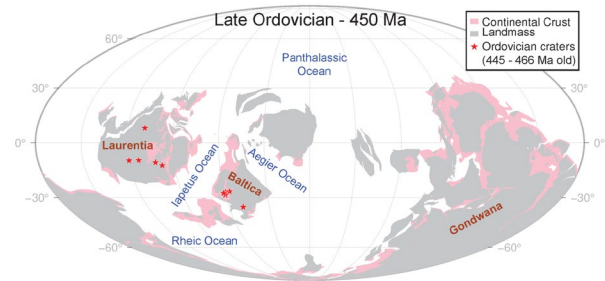 Late Ordovician - 450 Ma
Continental Crust
Landmass
Ordovician craters
(445 - 466 Ma old)
60°
60°
Panthalassic
Ocean
30°
30°
Laurentia
0°
0°
Iapetus Ocean
Aegier Ocean
Baltica
−30°
−30°
Gondwana
Rheic Ocean
−60°
−60°